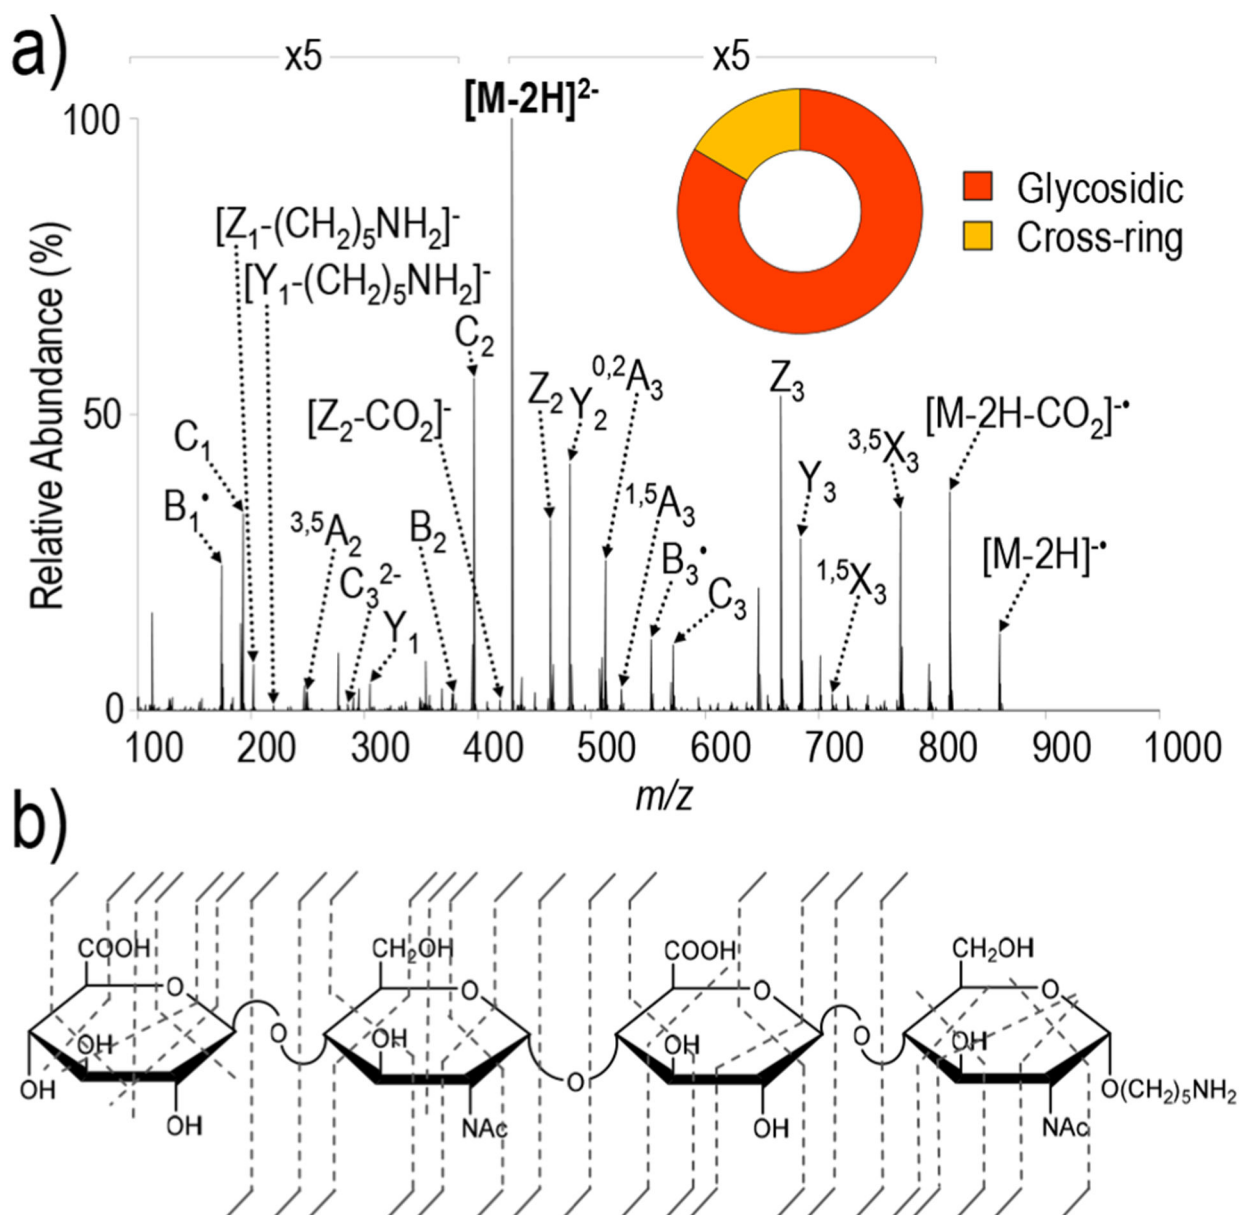 a)
x5
x5
[M-2H]²⁻
100
Glycosidic
Cross-ring
[Z₁-(CH₂)₅NH₂]⁻
[Y₁-(CH₂)₅NH₂]⁻
C₂
Z₂
Y₂
⁰,²A₃
Z₃
[M-2H-CO₂]⁻•
50
[Z₂-CO₂]⁻
C₁
³,⁵X₃
B₁•
³,⁵A₂
B₂
¹,⁵A₃
Y₃
C₃²⁻
B₃•
[M-2H]⁻•
Y₁
C₃
¹,⁵X₃
Relative Abundance (%)
0
100 200 300 400 500 600 700 800 900 1000
m/z
b)
COOH CH₂OH COOH CH₂OH
O O O O
OH OH OH OH
O O
OH O O(CH₂)₅NH₂
OH NAc OH NAc